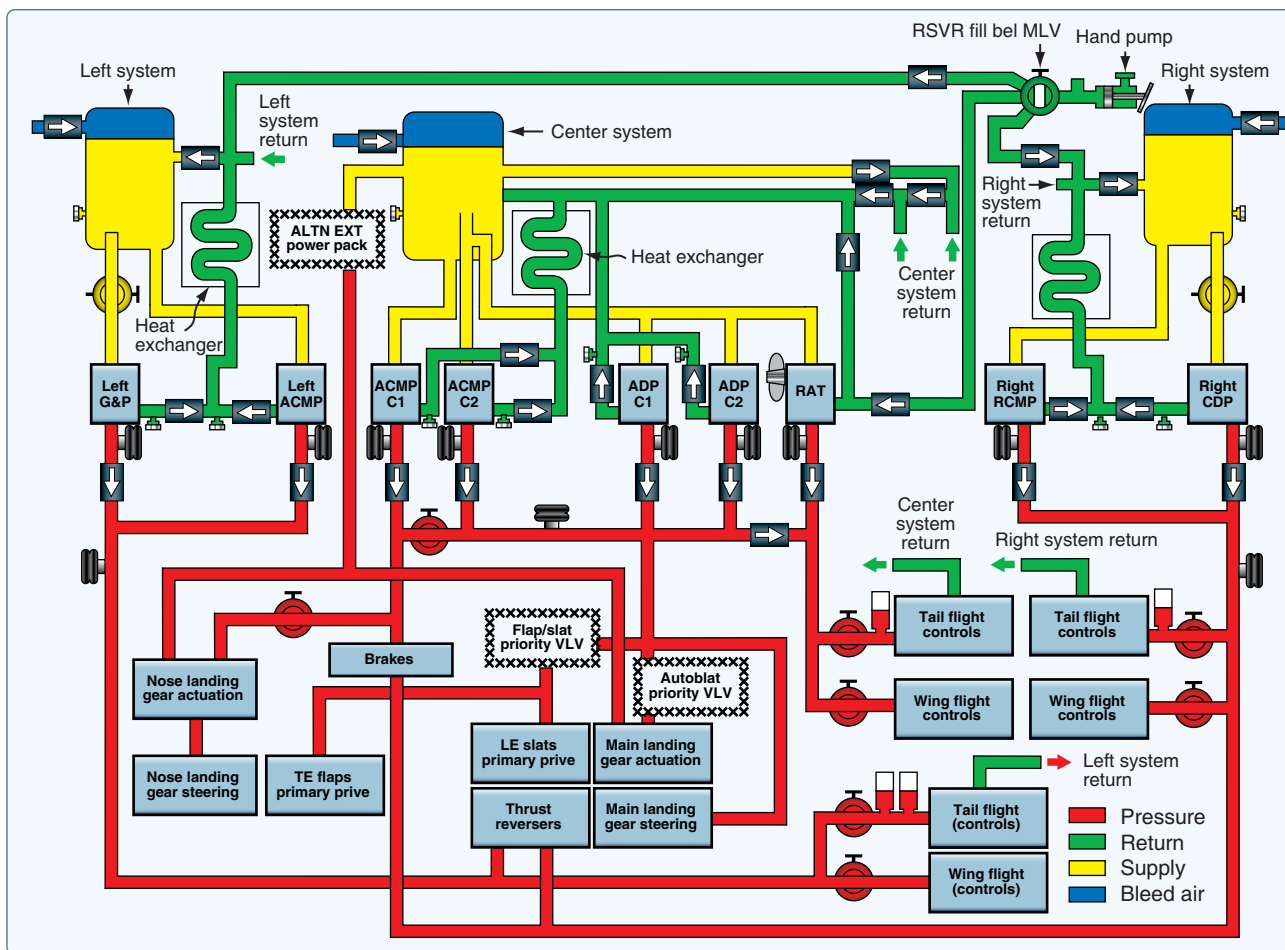 RSVR fill bel MLV
Hand pump
Left system
Right system
Left
system
return
Center system
Right
system
return
ALTN EXT
power pack
Heat exchanger
Center
system
return
Heat
exchanger
Left
G&P
Left
ACMP
ACMP
C1
ACMP
C2
ADP
C1
ADP
C2
RAT
Right
RCMP
Right
CDP
Center
system
return
Right system return
Flap/slat
priority VLV
Tail flight
controls
Tail flight
controls
Brakes
Nose landing
gear actuation
Autoblat
priority VLV
Wing flight
controls
Wing flight
controls
LE slats
primary prive
Main landing
gear actuation
Nose landing
gear steering
TE flaps
primary prive
Left system
return
Thrust
reversers
Main landing
gear steering
Tail flight
(controls)
Wing flight
(controls)
Pressure
Return
Supply
Bleed air